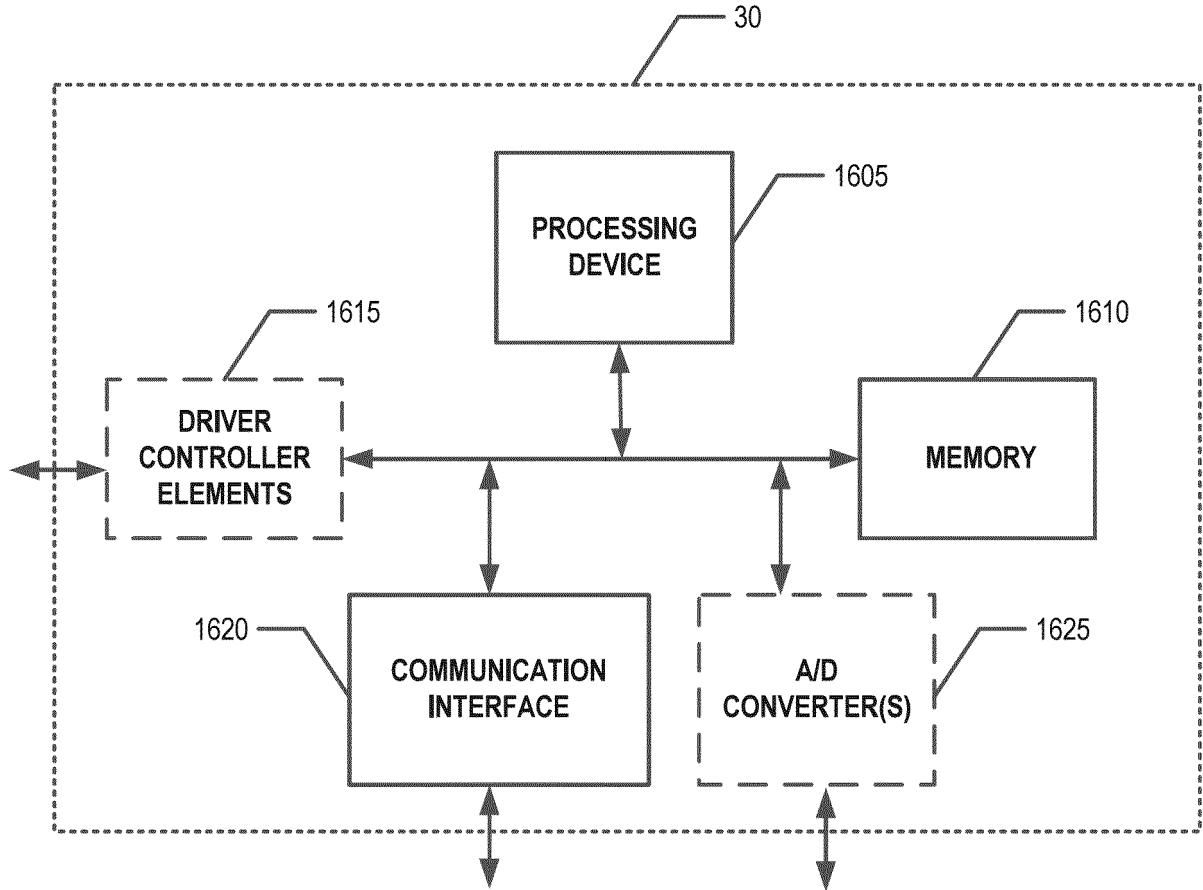 30
PROCESSING
DEVICE
1605
1615
DRIVER
CONTROLLER
ELEMENTS
1610
MEMORY
1620
COMMUNICATION
INTERFACE
A/D
CONVERTER(S)
1625